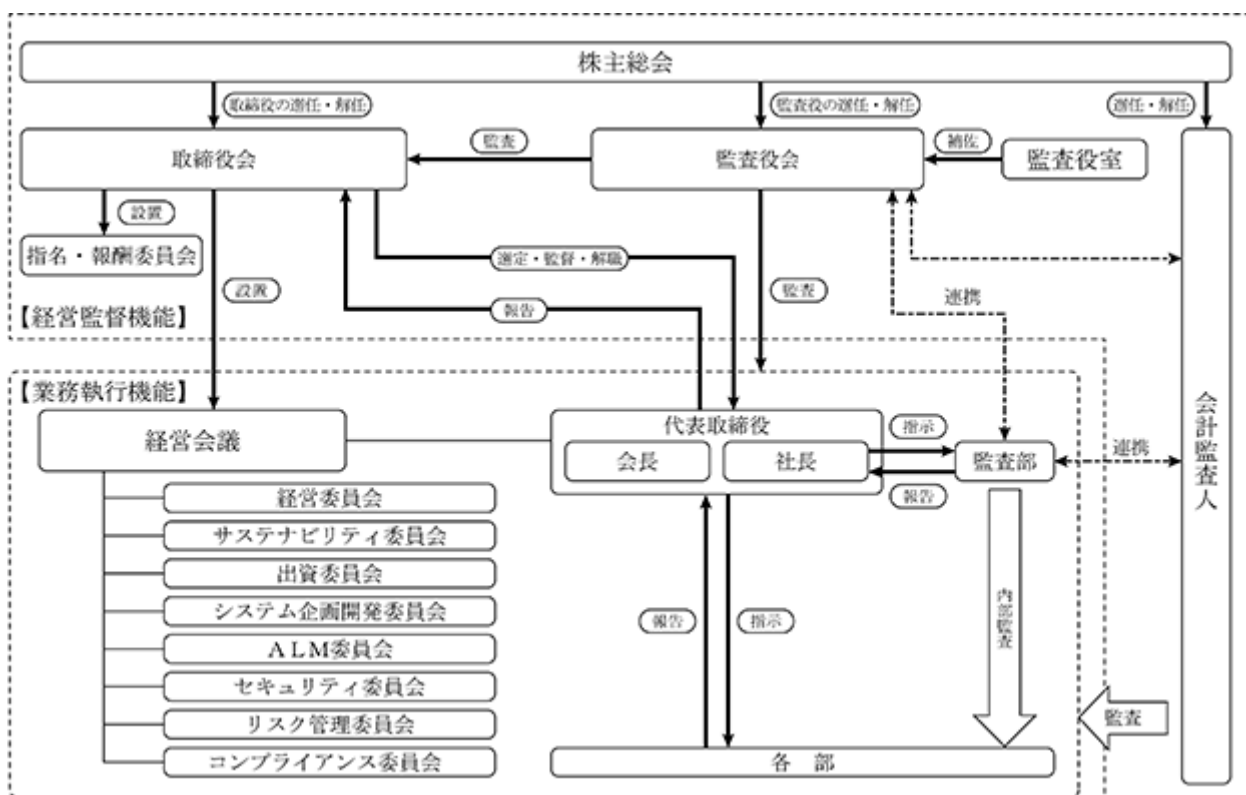 株主総会
取締役の選任・解任
監査役の選任・解任
選任・解任
取締役会
監査
監査役会
補佐
監査役室
設置
指名・報酬委員会
選定・監督・解職
設置
監査
連携
報告
【経営監督機能】
【業務執行機能】
経営会議
代表取締役
会長
社長
指示
報告
監査部
連携
会計監査人
経営委員会
サステナビリティ委員会
出資委員会
システム企画開発委員会
ALM委員会
セキュリティ委員会
リスク管理委員会
コンプライアンス委員会
報告
指示
内部監査
監査
各 部